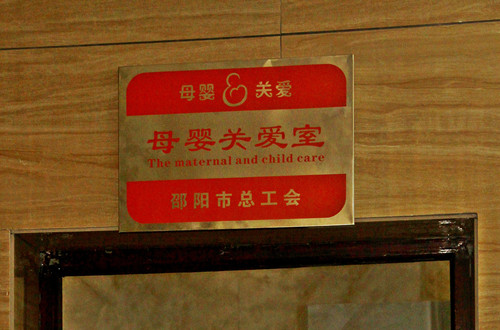 母婴 关爱
母婴关爱室
The maternal and child care
邵阳市总工会